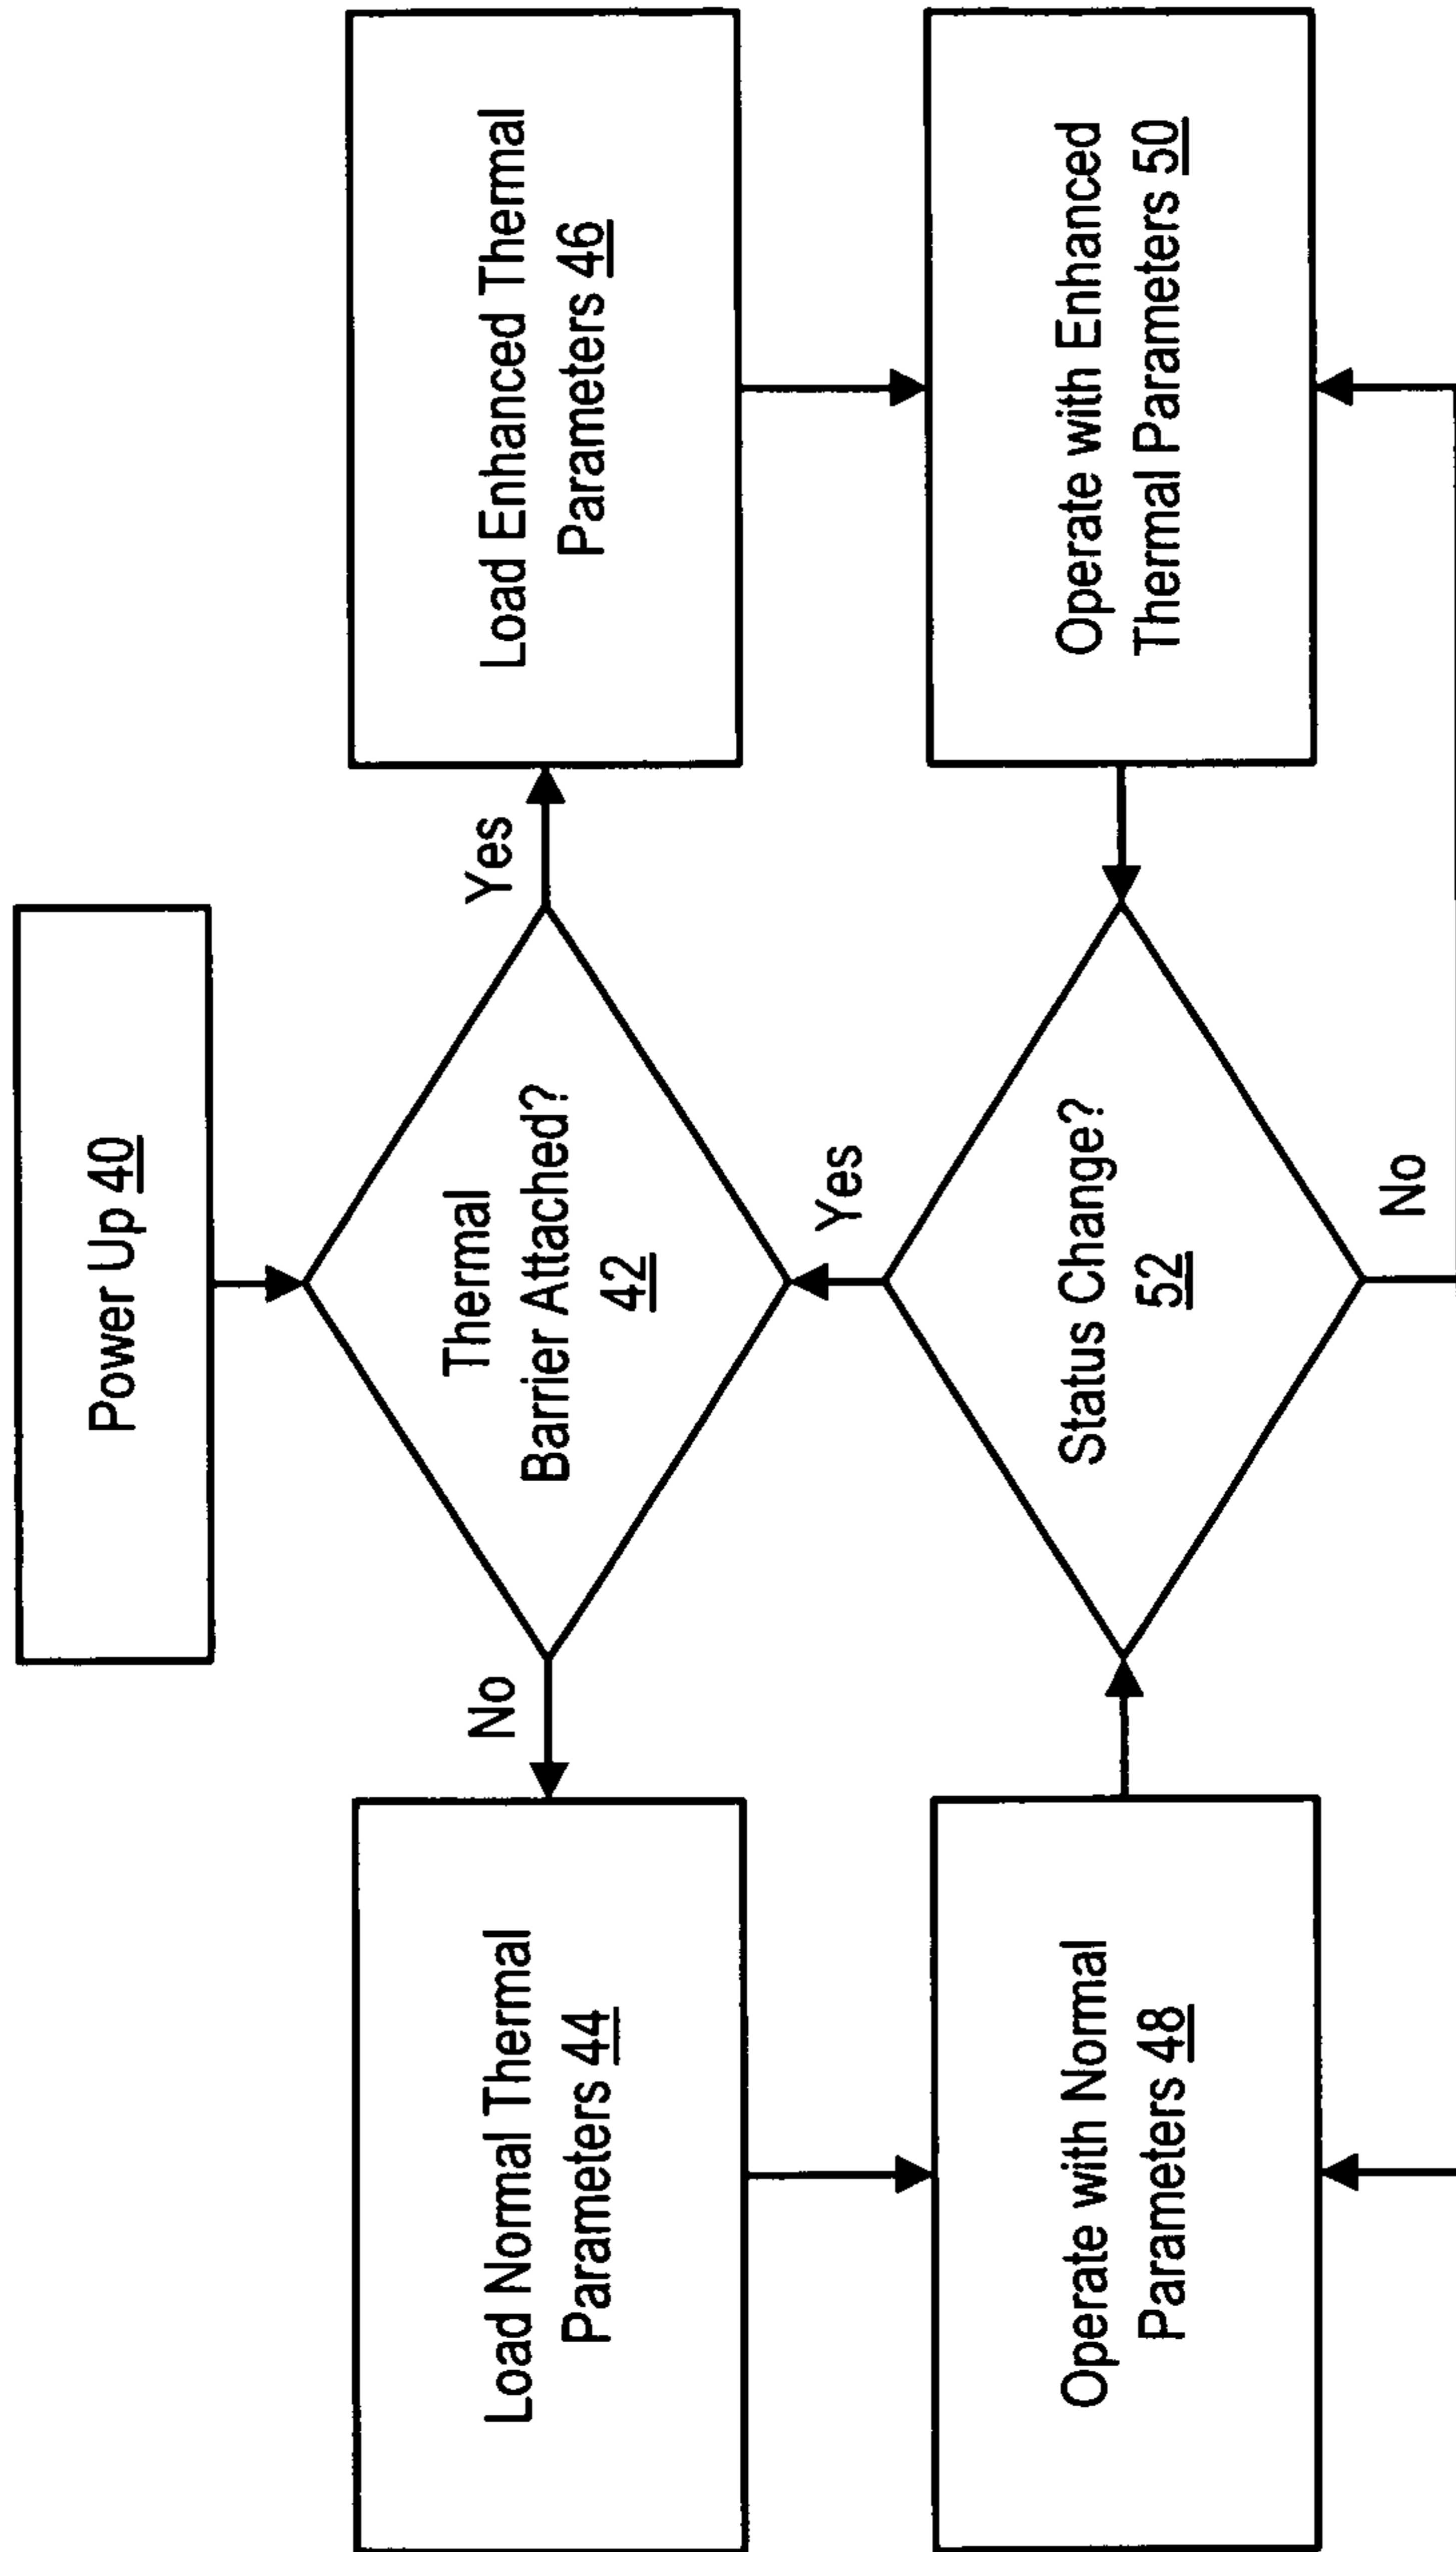 Power Up 40
Thermal
Barrier Attached?
42
No
Yes
Load Normal Thermal
Parameters 44
Load Enhanced Thermal
Parameters 46
Yes
Operate with Normal
Parameters 48
Status Change?
52
Operate with Enhanced
Thermal Parameters 50
No